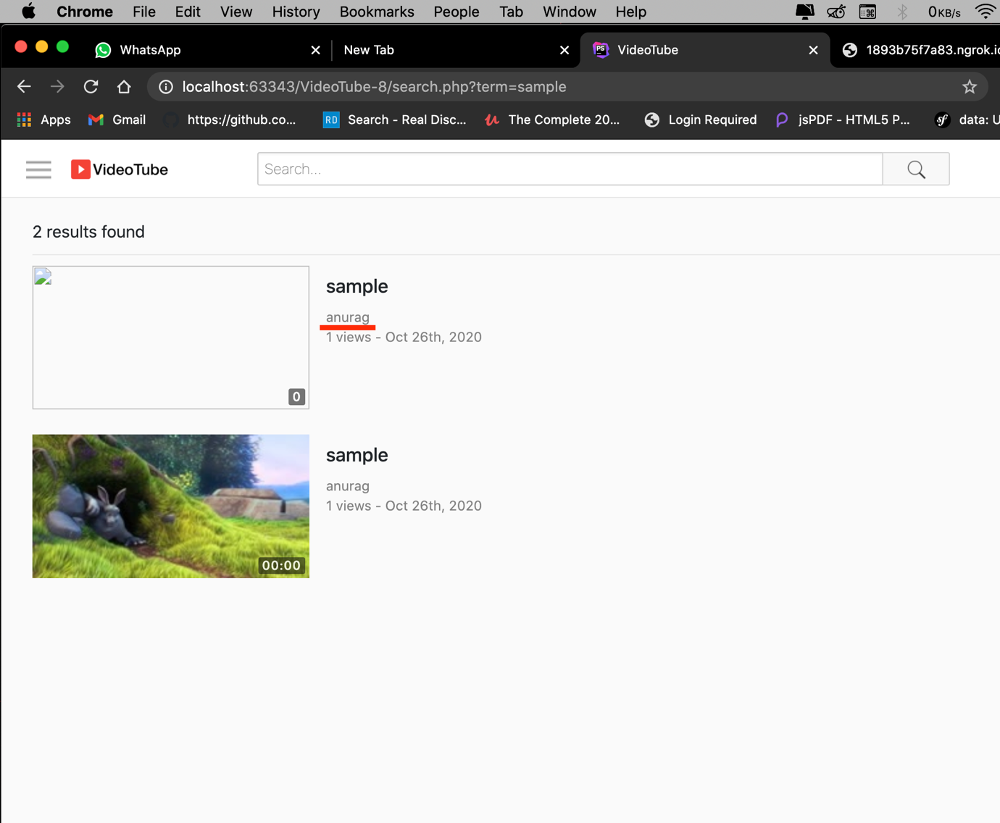 Chrome File Edit View History Bookmarks People Tab Window Help 0KB/s
WhatsApp New Tab VideoTube 1893b75f7a83.ngrok.io
localhost:63343/VideoTube-8/search.php?term=sample
Apps Gmail https://github.co... RD Search - Real Disc... The Complete 20... Login Required jsPDF - HTML5 P... sf data: U
VideoTube Search...
2 results found
sample
anurag
1 views - Oct 26th, 2020
0
sample
anurag
1 views - Oct 26th, 2020
00:00